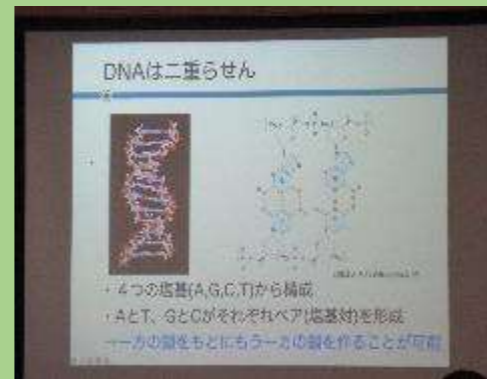 DNAは二重らせん
・4つの塩基(A,G,C,T)から構成
・AとT、GとCがそれぞれペア(塩基対)を形成
→一方の鎖をもとにもう一方の鎖を作ることが可能